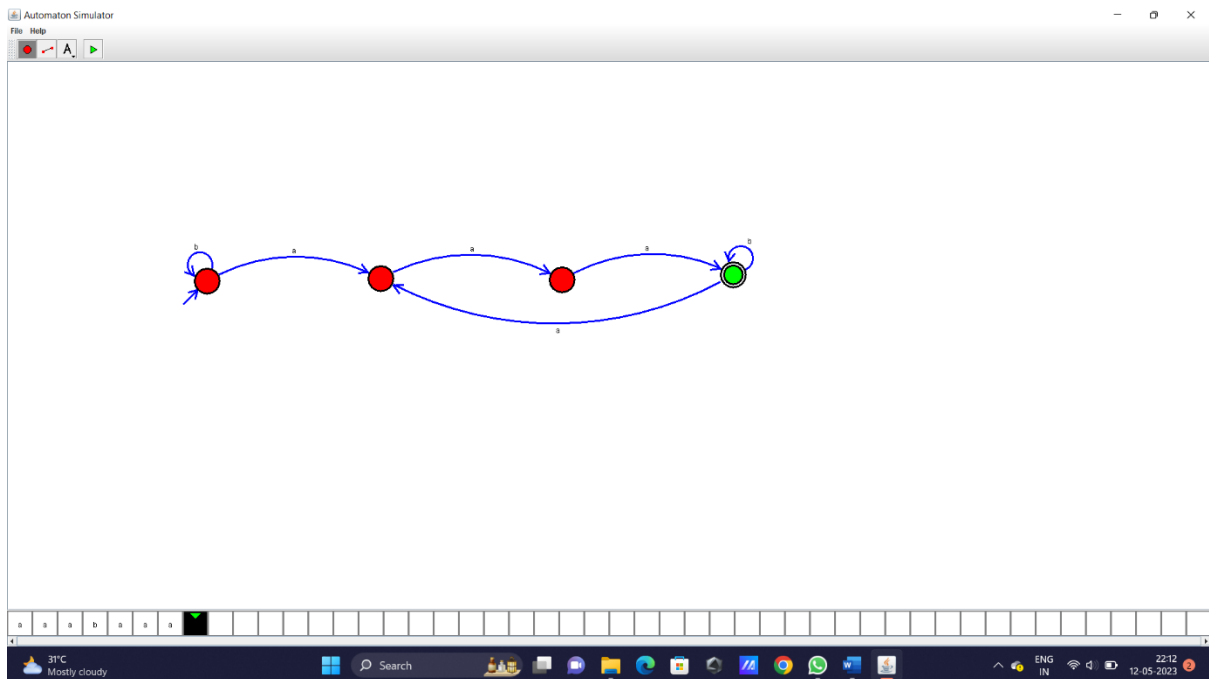 Automaton Simulator
File Help
A
b
a
a
a
b
a
a a a b a a a
31°C
Mostly cloudy
Search
ENG
IN
22:12
12-05-2023
2